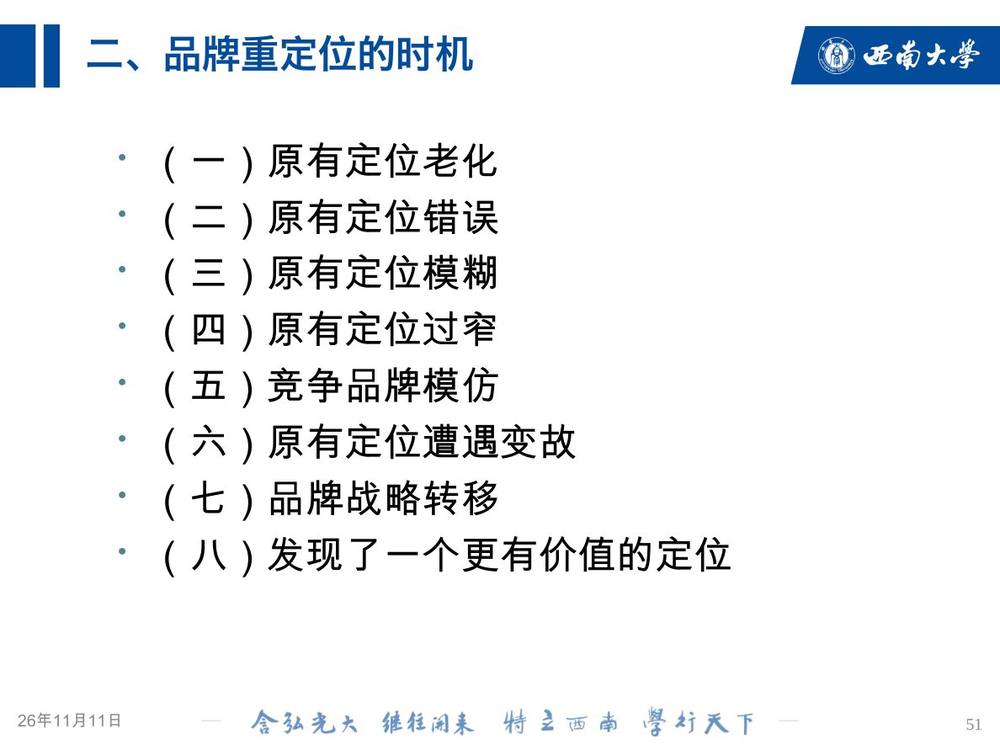 二、品牌重定位的时机
西南大学
（一）原有定位老化
（二）原有定位错误
（三）原有定位模糊
（四）原有定位过窄
（五）竞争品牌模仿
（六）原有定位遭遇变故
（七）品牌战略转移
（八）发现了一个更有价值的定位
26年11月11日
含弘光大 继往开来 特立西南 学行天下
51